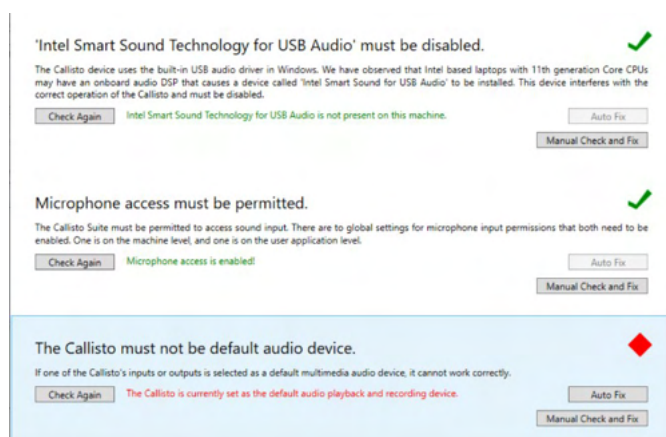 'Intel Smart Sound Technology for USB Audio' must be disabled.
The Callisto device uses the built-in USB audio driver in Windows. We have observed that Intel based laptops with 11th generation Core CPUs
may have an onboard audio DSP that causes a device called 'Intel Smart Sound for USB Audio' to be installed. This device interferes with the
correct operation of the Callisto and must be disabled.
Check Again Intel Smart Sound Technology for USB Audio is not present on this machine. Auto Fix
Manual Check and Fix
Microphone access must be permitted.
The Callisto Suite must be permitted to access sound input. There are to global settings for microphone input permissions that both need to be
enabled. One is on the machine level, and one is on the user application level.
Check Again Microphone access is enabled! Auto Fix
Manual Check and Fix
The Callisto must not be default audio device.
If one of the Callisto's inputs or outputs is selected as a default multimedia audio device, it cannot work correctly.
Check Again The Callisto is currently set as the default audio playback and recording device. Auto Fix
Manual Check and Fix